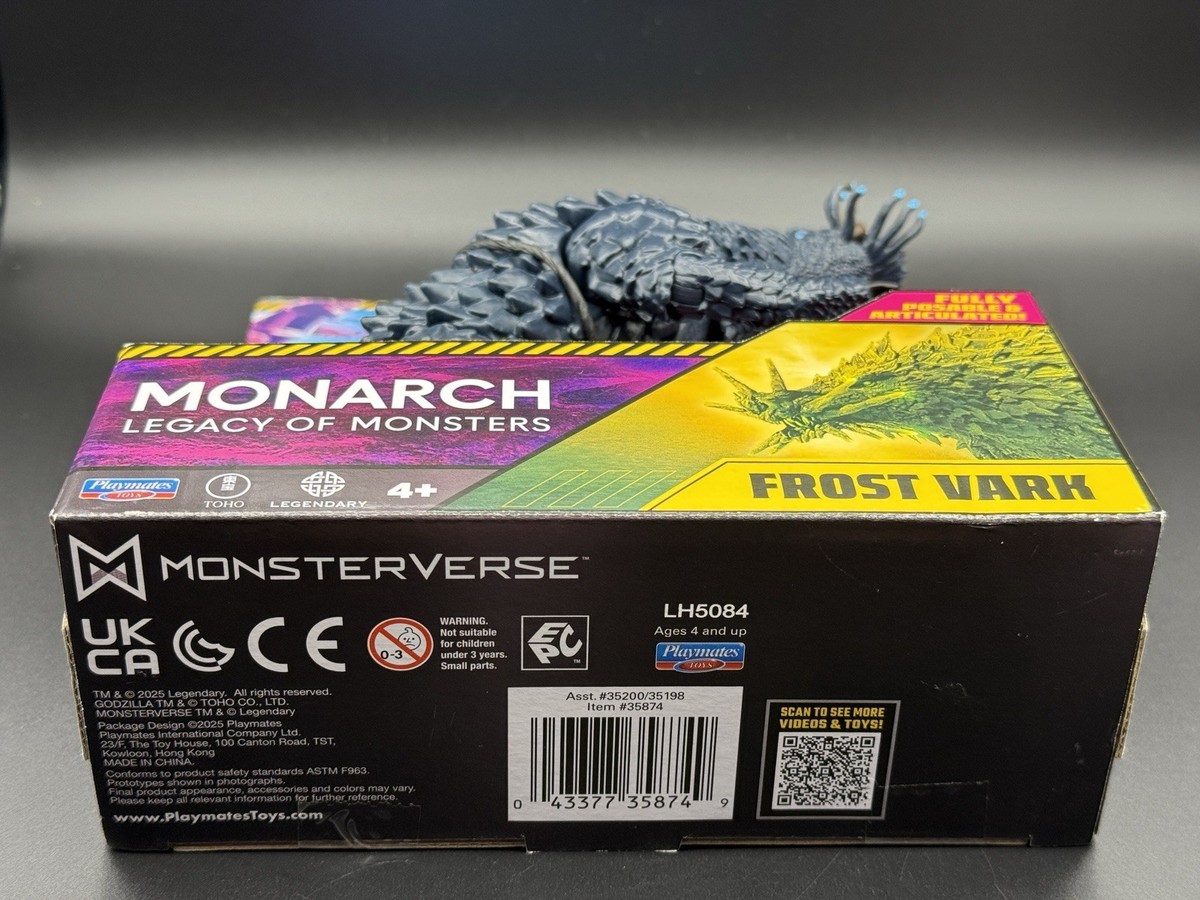 FULLY
POSABLE &
ARTICULATED!
MONARCH
LEGACY OF MONSTERS
Playmates
TOYS
TOHO
LEGENDARY
4+
FROST VARK
MONSTERVERSE™
UK
CA
CE
0-3
WARNING.
Not suitable
for children
under 3 years.
Small parts.
EPC™
LH5084
Ages 4 and up
Playmates
TOYS
TM & © 2025 Legendary. All rights reserved.
GODZILLA TM & © TOHO CO., LTD.
MONSTERVERSE TM & © Legendary
Package Design ©2025 Playmates
Playmates International Company Ltd.
23/F, The Toy House, 100 Canton Road, TST,
Kowloon, Hong Kong
MADE IN CHINA.
Conforms to product safety standards ASTM F963.
Prototypes shown in photographs.
Final product appearance, accessories and colors may vary.
Please keep all relevant information for further reference.
www.PlaymatesToys.com
Asst. #35200/35198
Item #35874
0 43377 35874 9
SCAN TO SEE MORE
VIDEOS & TOYS!